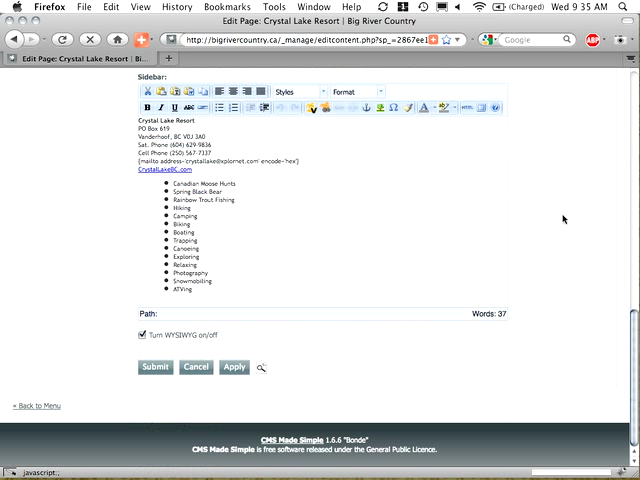 Firefox File Edit View History Bookmarks Tools Window Help (Charged) Wed 9 35 AM
Edit Page: Crystal Lake Resort | Big River Country
http://bigrivercountry.ca/_manage/editcontent.php?sp_=2867ee1 Google ABP
Edit Page: Crystal Lake Resort | Bi...
Sidebar:
Styles Format
B I U ABC A HTML
Crystal Lake Resort
PO Box 619
Vanderhoof, BC V0J 3A0
Sat. Phone (604) 629-9836
Cell Phone (250) 567-7337
{mailto address='crystallake@xplornet.com' encode='hex'}
CrystalLakeBC.com
Canadian Moose Hunts
Spring Black Bear
Rainbow Trout Fishing
Hiking
Camping
Biking
Boating
Trapping
Canoeing
Exploring
Relaxing
Photography
Snowmobiling
ATVing
Path: Words: 37
Turn WYSIWYG on/off
Submit Cancel Apply
« Back to Menu
CMS Made Simple 1.6.6 "Bonde"
CMS Made Simple is free software released under the General Public Licence.
javascript:;